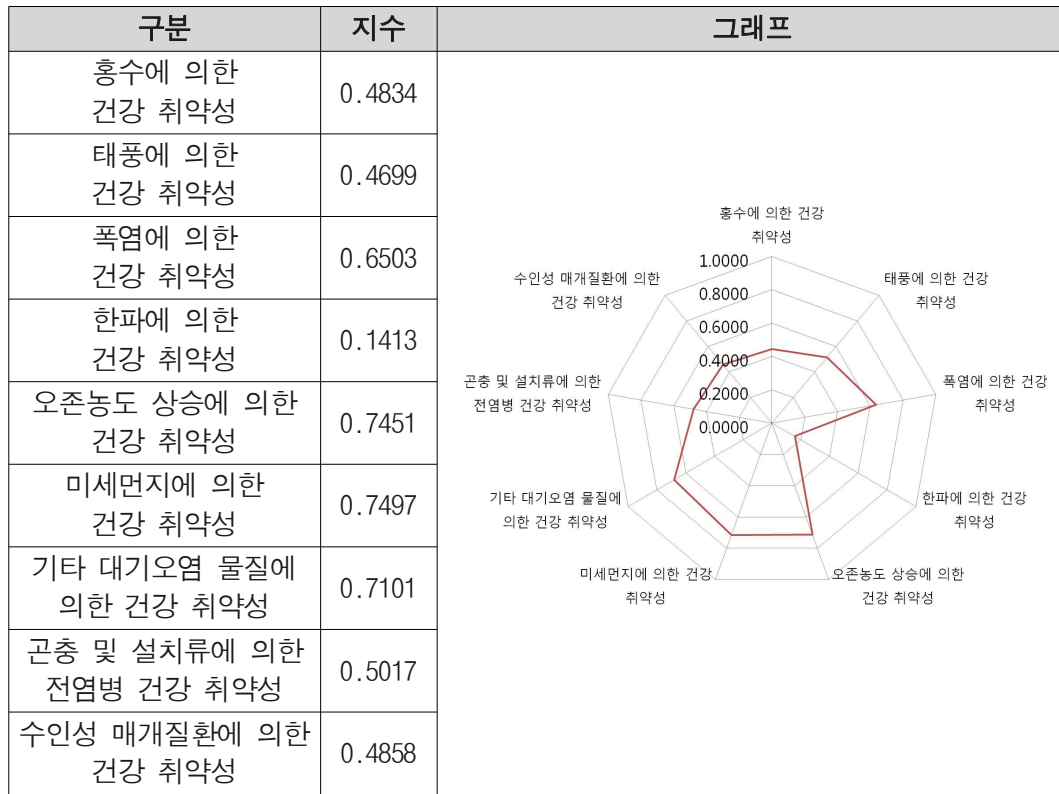 구분 지수 그래프
홍수에 의한
건강 취약성
0.4834
태풍에 의한
건강 취약성
0.4699
폭염에 의한
건강 취약성
0.6503
한파에 의한
건강 취약성
0.1413
오존농도 상승에 의한
건강 취약성
0.7451
미세먼지에 의한
건강 취약성
0.7497
기타 대기오염 물질에
의한 건강 취약성
0.7101
곤충 및 설치류에 의한
전염병 건강 취약성
0.5017
수인성 매개질환에 의한
건강 취약성
0.4858
홍수에 의한 건강
취약성
태풍에 의한 건강
취약성
폭염에 의한 건강
취약성
한파에 의한 건강
취약성
오존농도 상승에 의한
건강 취약성
미세먼지에 의한 건강
취약성
기타 대기오염 물질에
의한 건강 취약성
곤충 및 설치류에 의한
전염병 건강 취약성
수인성 매개질환에 의한
건강 취약성
1.0000
0.8000
0.6000
0.4000
0.2000
0.0000